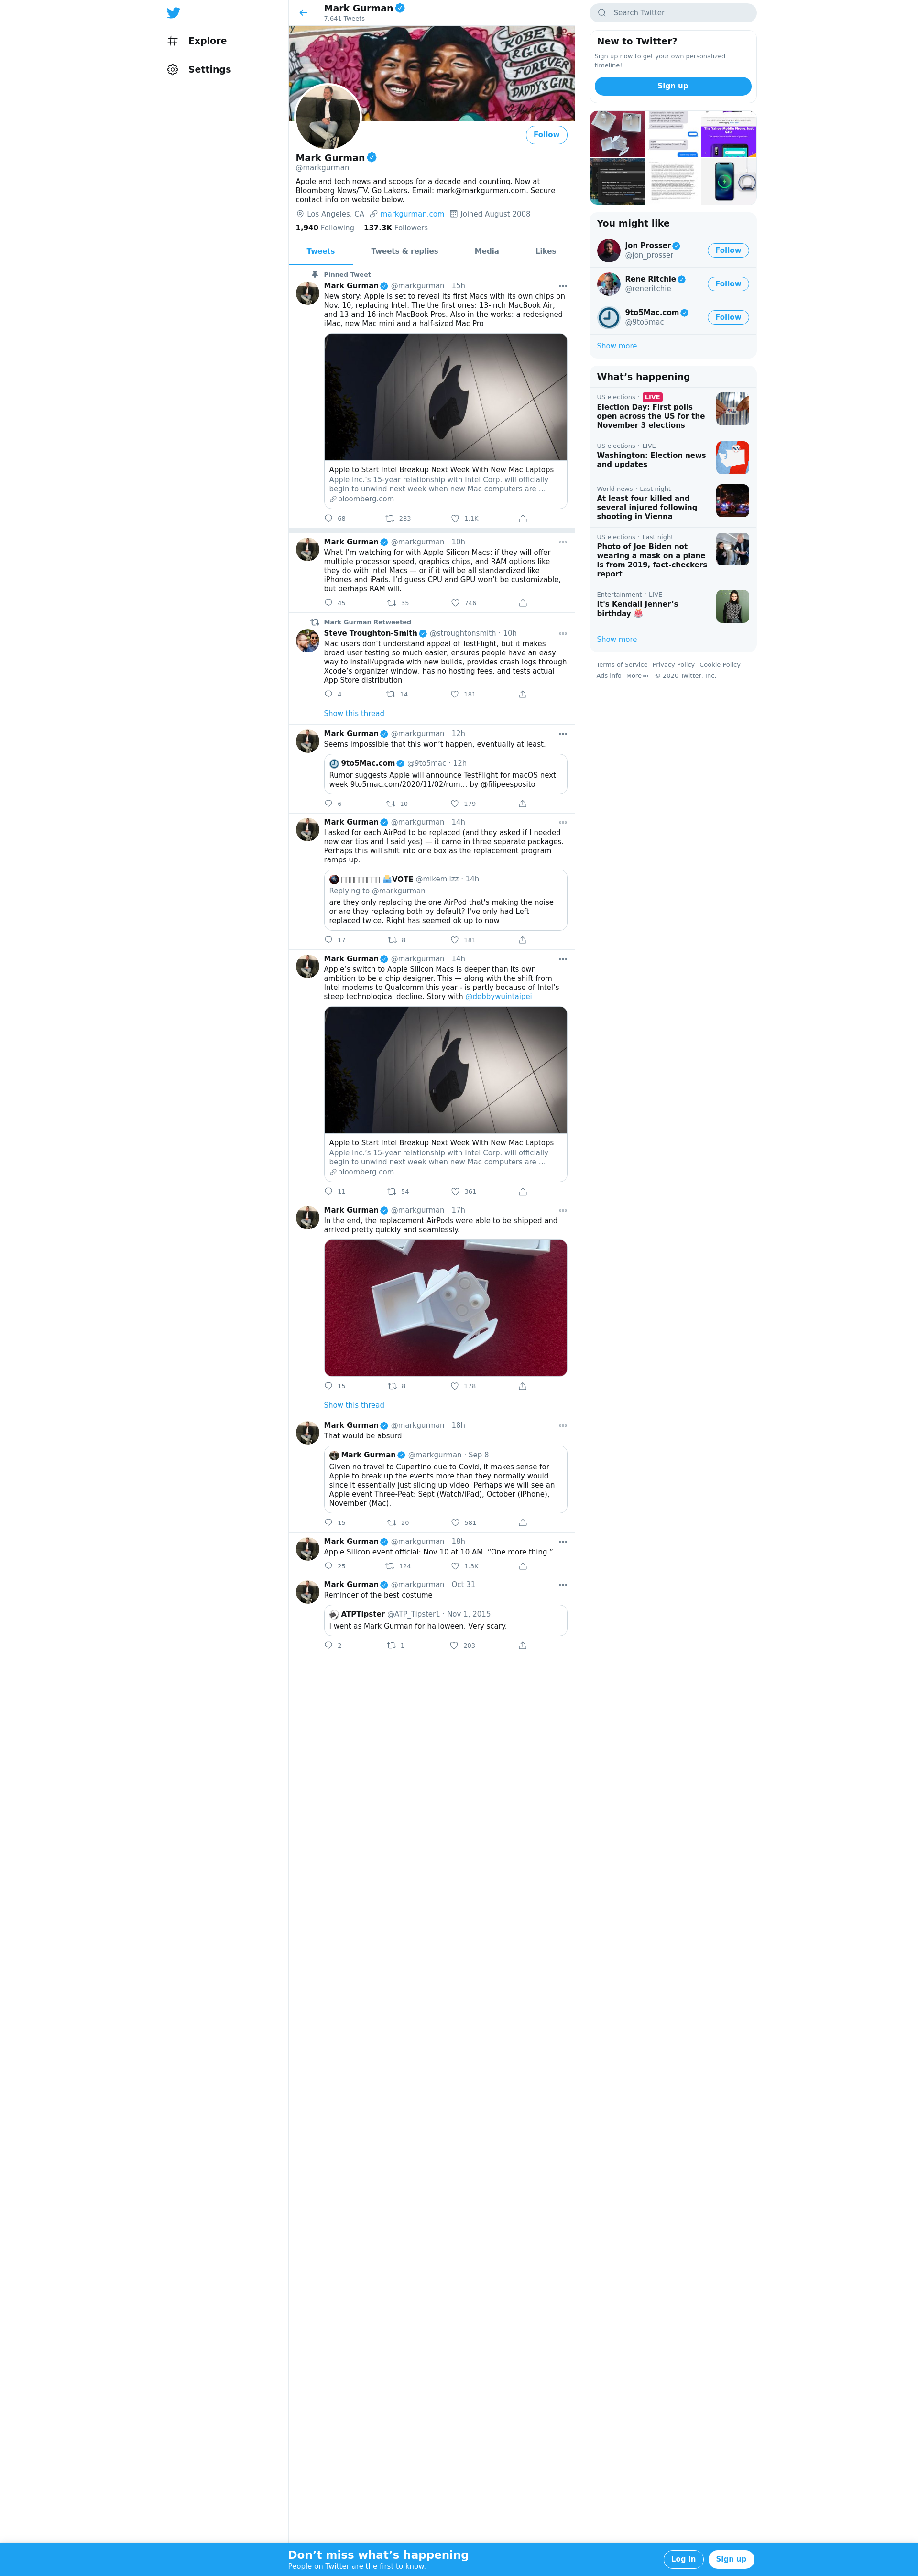 Explore
Settings
Mark Gurman
7,641 Tweets
KOBE
& GIGI
FOREVER
DADDY'S GIRL
Follow
Mark Gurman
@markgurman
Apple and tech news and scoops for a decade and counting. Now at
Bloomberg News/TV. Go Lakers. Email: mark@markgurman.com. Secure
contact info on website below.
Los Angeles, CA markgurman.com Joined August 2008
1,940 Following 137.3K Followers
Tweets Tweets & replies Media Likes
Pinned Tweet
Mark Gurman @markgurman · 15h
New story: Apple is set to reveal its first Macs with its own chips on
Nov. 10, replacing Intel. The the first ones: 13-inch MacBook Air,
and 13 and 16-inch MacBook Pros. Also in the works: a redesigned
iMac, new Mac mini and a half-sized Mac Pro
Apple to Start Intel Breakup Next Week With New Mac Laptops
Apple Inc.’s 15-year relationship with Intel Corp. will officially
begin to unwind next week when new Mac computers are ...
bloomberg.com
68 283 1.1K
Mark Gurman @markgurman · 10h
What I’m watching for with Apple Silicon Macs: if they will offer
multiple processor speed, graphics chips, and RAM options like
they do with Intel Macs — or if it will be all standardized like
iPhones and iPads. I’d guess CPU and GPU won’t be customizable,
but perhaps RAM will.
45 35 746
Mark Gurman Retweeted
Steve Troughton-Smith @stroughtonsmith · 10h
Mac users don’t understand appeal of TestFlight, but it makes
broad user testing so much easier, ensures people have an easy
way to install/upgrade with new builds, provides crash logs through
Xcode’s organizer window, has no hosting fees, and tests actual
App Store distribution
4 14 181
Show this thread
Mark Gurman @markgurman · 12h
Seems impossible that this won’t happen, eventually at least.
9to5Mac.com @9to5mac · 12h
Rumor suggests Apple will announce TestFlight for macOS next
week 9to5mac.com/2020/11/02/rum… by @filipeesposito
6 10 179
Mark Gurman @markgurman · 14h
I asked for each AirPod to be replaced (and they asked if I needed
new ear tips and I said yes) — it came in three separate packages.
Perhaps this will shift into one box as the replacement program
ramps up.
VOTE @mikemilzz · 14h
Replying to @markgurman
are they only replacing the one AirPod that's making the noise
or are they replacing both by default? I've only had Left
replaced twice. Right has seemed ok up to now
17 8 181
Mark Gurman @markgurman · 14h
Apple’s switch to Apple Silicon Macs is deeper than its own
ambition to be a chip designer. This — along with the shift from
Intel modems to Qualcomm this year - is partly because of Intel’s
steep technological decline. Story with @debbywuintaipei
Apple to Start Intel Breakup Next Week With New Mac Laptops
Apple Inc.’s 15-year relationship with Intel Corp. will officially
begin to unwind next week when new Mac computers are ...
bloomberg.com
11 54 361
Mark Gurman @markgurman · 17h
In the end, the replacement AirPods were able to be shipped and
arrived pretty quickly and seamlessly.
15 8 178
Show this thread
Mark Gurman @markgurman · 18h
That would be absurd
Mark Gurman @markgurman · Sep 8
Given no travel to Cupertino due to Covid, it makes sense for
Apple to break up the events more than they normally would
since it essentially just slicing up video. Perhaps we will see an
Apple event Three-Peat: Sept (Watch/iPad), October (iPhone),
November (Mac).
15 20 581
Mark Gurman @markgurman · 18h
Apple Silicon event official: Nov 10 at 10 AM. “One more thing.”
25 124 1.3K
Mark Gurman @markgurman · Oct 31
Reminder of the best costume
ATPTipster @ATP_Tipster1 · Nov 1, 2015
I went as Mark Gurman for halloween. Very scary.
2 1 203
Search Twitter
New to Twitter?
Sign up now to get your own personalized
timeline!
Sign up
You might like
Jon Prosser
@jon_prosser
Follow
Rene Ritchie
@reneritchie
Follow
9to5Mac.com
@9to5mac
Follow
Show more
What’s happening
US elections · LIVE
Election Day: First polls
open across the US for the
November 3 elections
US elections · LIVE
Washington: Election news
and updates
World news · Last night
At least four killed and
several injured following
shooting in Vienna
US elections · Last night
Photo of Joe Biden not
wearing a mask on a plane
is from 2019, fact-checkers
report
Entertainment · LIVE
It's Kendall Jenner’s
birthday
Show more
Terms of Service Privacy Policy Cookie Policy
Ads info More © 2020 Twitter, Inc.
Don’t miss what’s happening
People on Twitter are the first to know.
Log in Sign up